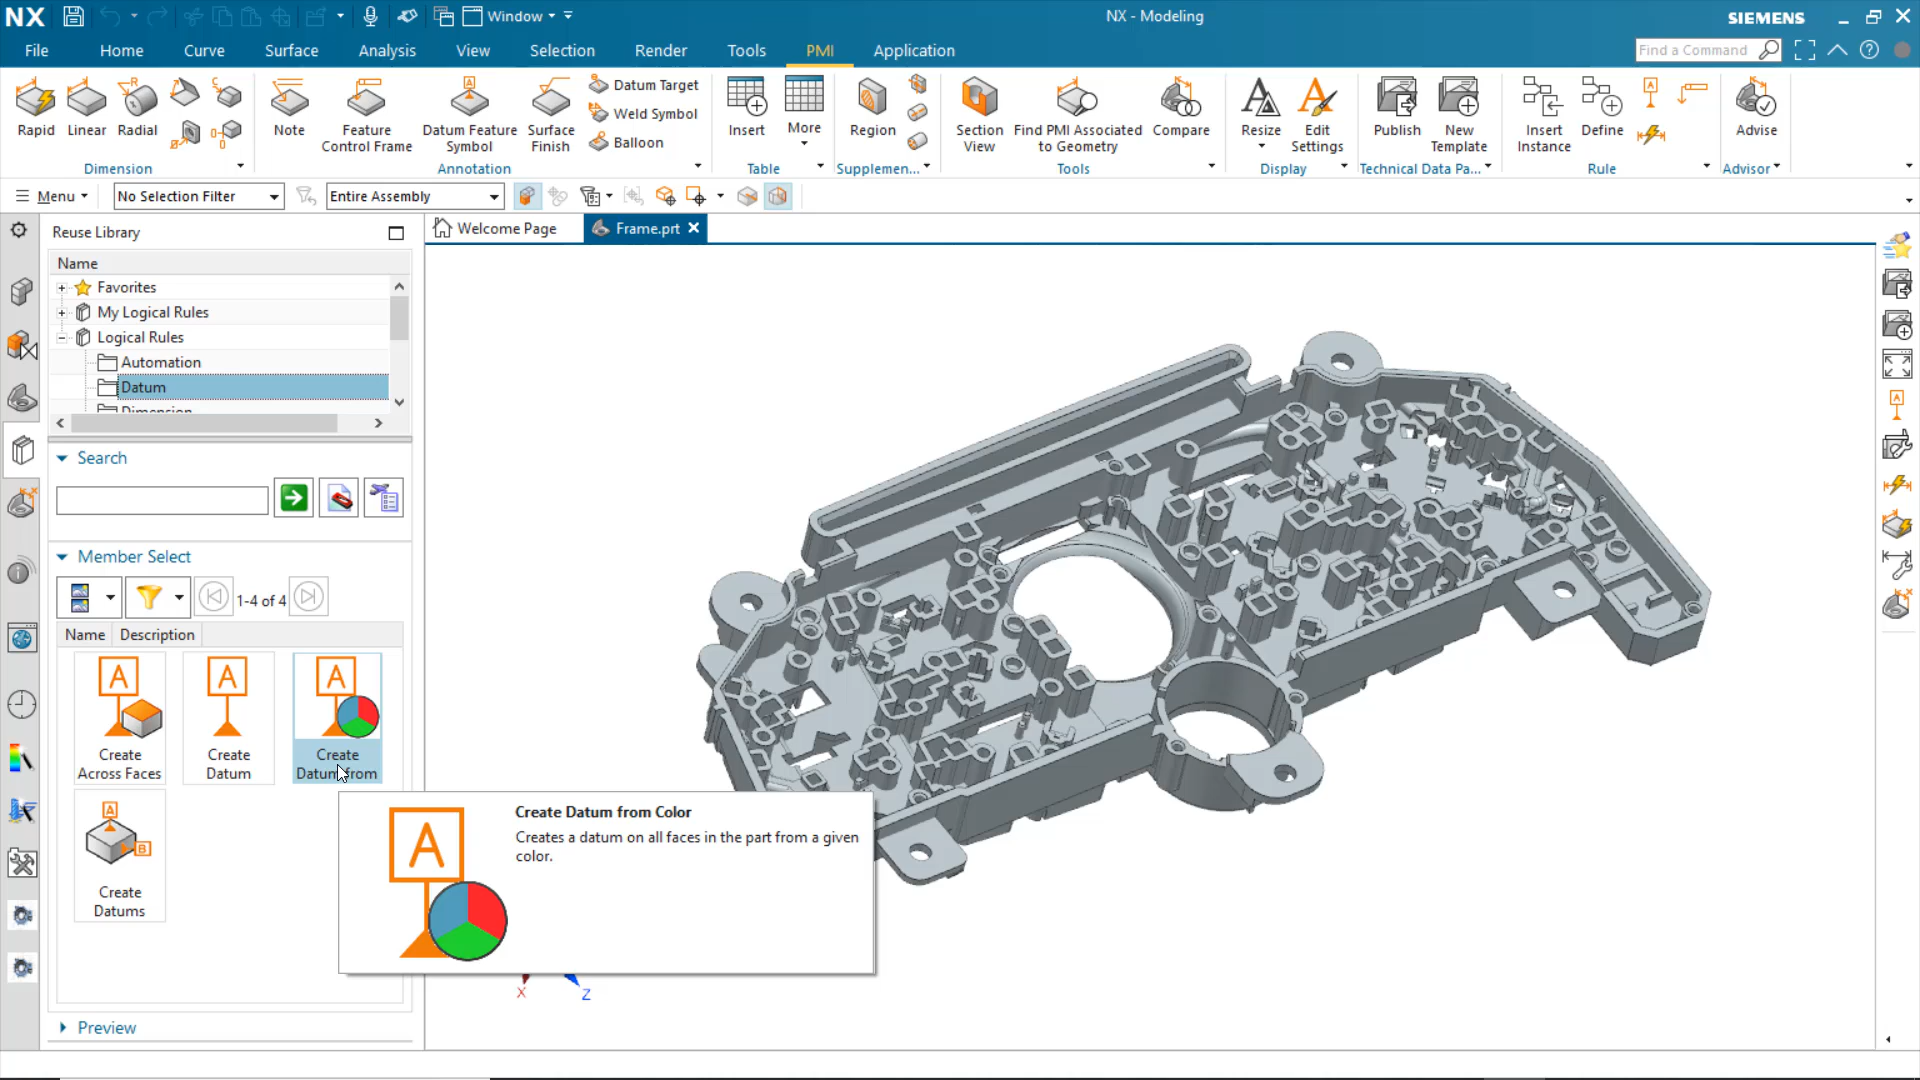 NX
Window
NX - Modeling
SIEMENS
File
Home
Curve
Surface
Analysis
View
Selection
Render
Tools
PMI
Application
Find a Command
Rapid
Linear
Radial
Dimension
Note
Feature
Control Frame
Datum Feature
Symbol
Surface
Finish
Datum Target
Weld Symbol
Balloon
Annotation
Insert
More
Table
Region
Supplemen...
Section
View
Find PMI Associated
to Geometry
Compare
Tools
Resize
Edit
Settings
Display
Publish
New
Template
Technical Data Pa...
Insert
Instance
Define
Rule
Advise
Advisor
Menu
No Selection Filter
Entire Assembly
Reuse Library
Welcome Page
Frame.prt
Name
Favorites
My Logical Rules
Logical Rules
Automation
Datum
Dimension
Search
Member Select
1-4 of 4
Name
Description
A
Create
Across Faces
A
Create
Datum
A
Create
Datum from
A
B
Create
Datums
A
Create Datum from Color
Creates a datum on all faces in the part from a given
color.
X
Z
Preview